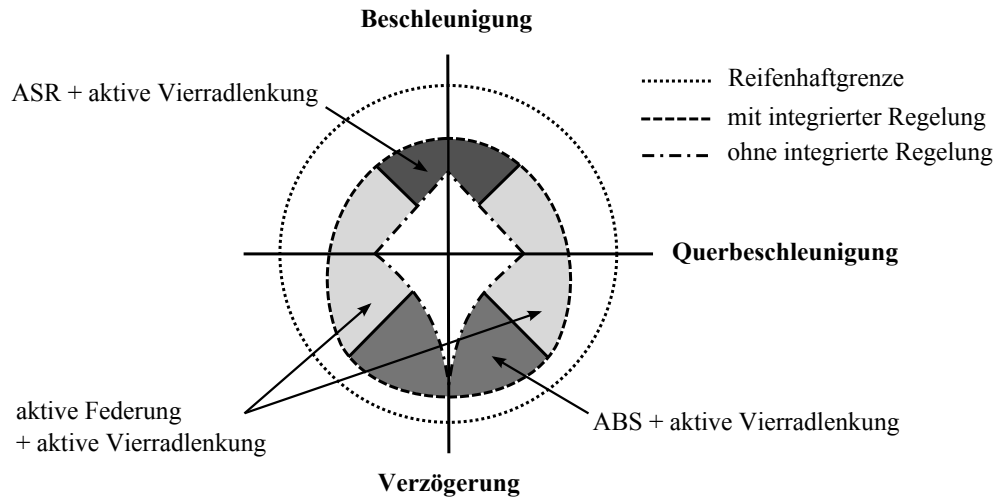 Beschleunigung
ASR + aktive Vierradlenkung
Reifenhaftgrenze
mit integrierter Regelung
ohne integrierte Regelung
Querbeschleunigung
aktive Federung
+ aktive Vierradlenkung
ABS + aktive Vierradlenkung
Verzögerung